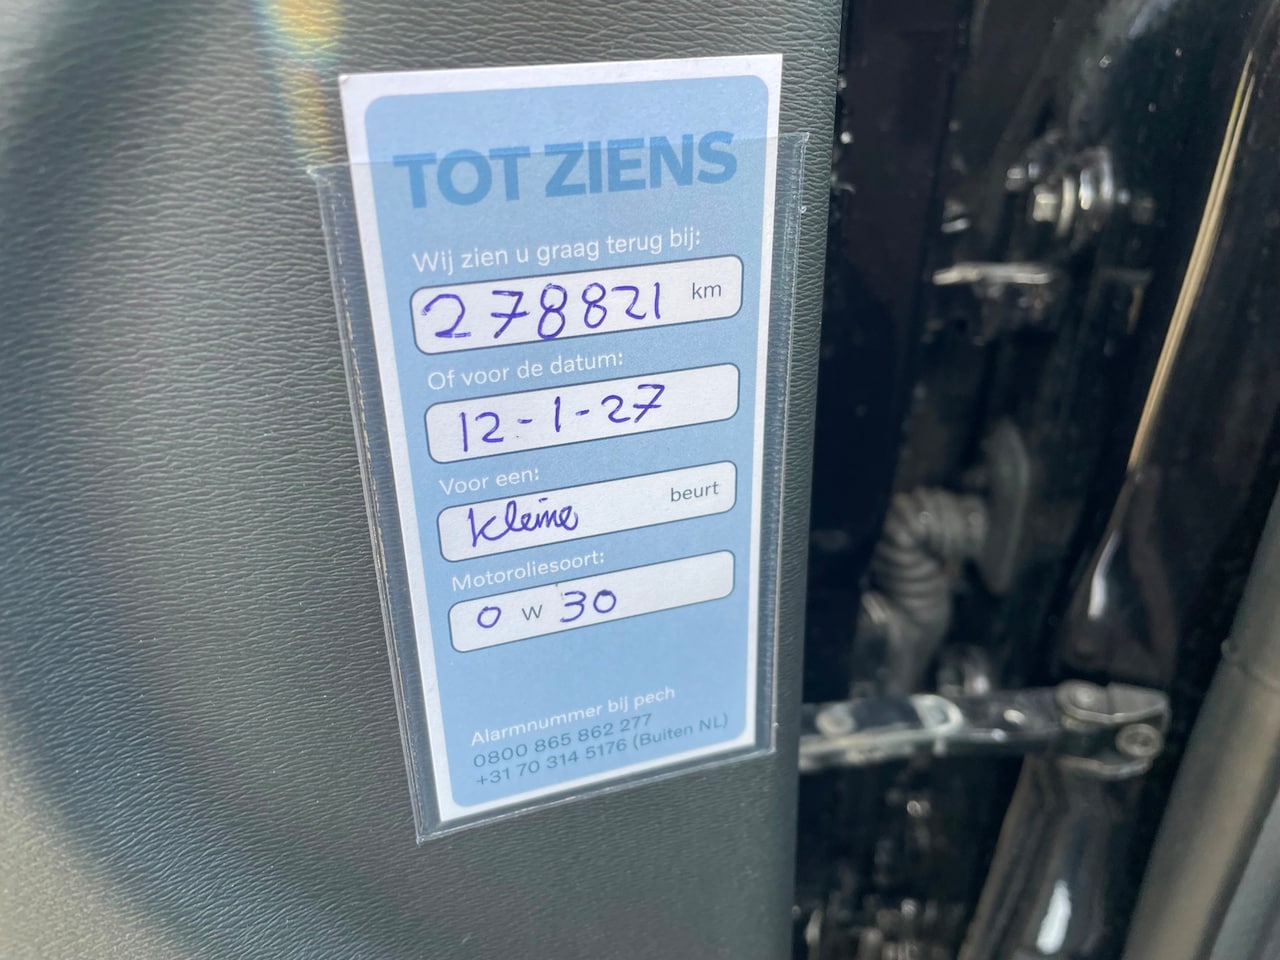 TOT ZIENS
Wij zien u graag terug bij:
278821 km
Of voor de datum:
12-1-27
Voor een:
kleine beurt
Motoroliesoort:
0 w 30
Alarmnummer bij pech
0800 865 862 277
+31 70 314 5176 (Buiten NL)